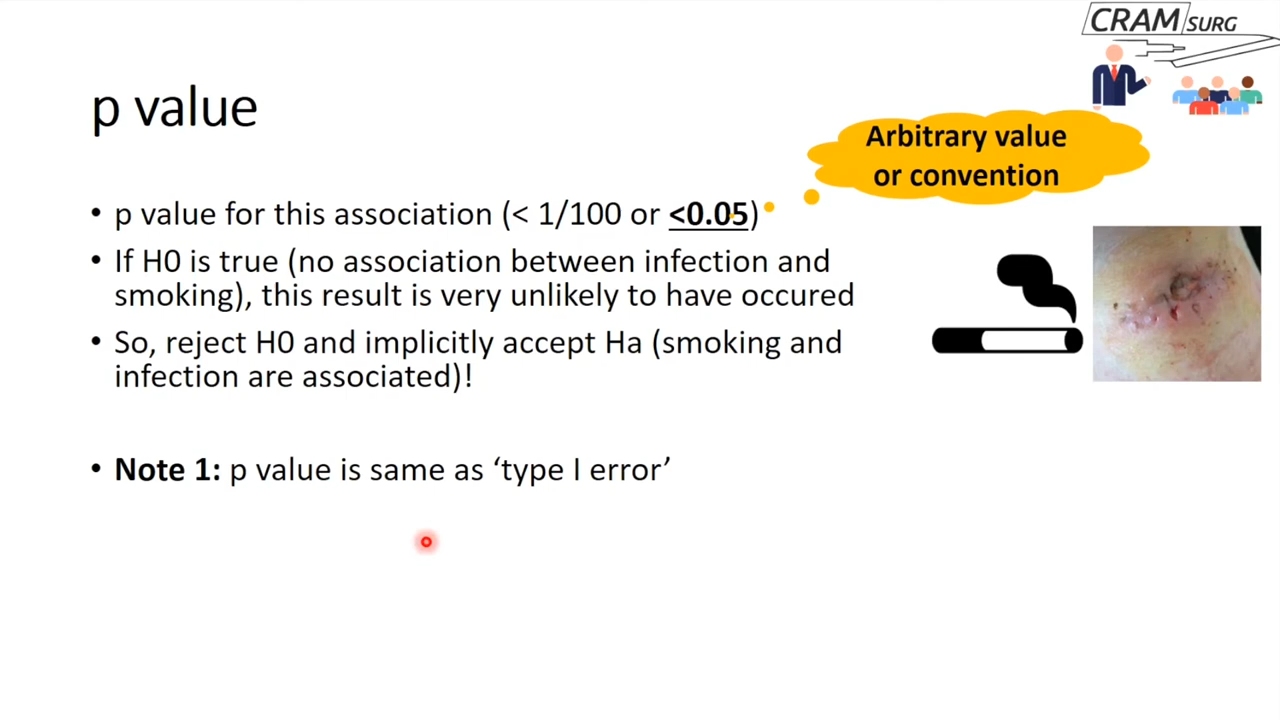 CRAM SURG
p value
Arbitrary value
or convention
• p value for this association (< 1/100 or <0.05)
• If H0 is true (no association between infection and
smoking), this result is very unlikely to have occured
• So, reject H0 and implicitly accept Ha (smoking and
infection are associated)!
• Note 1: p value is same as ‘type I error’